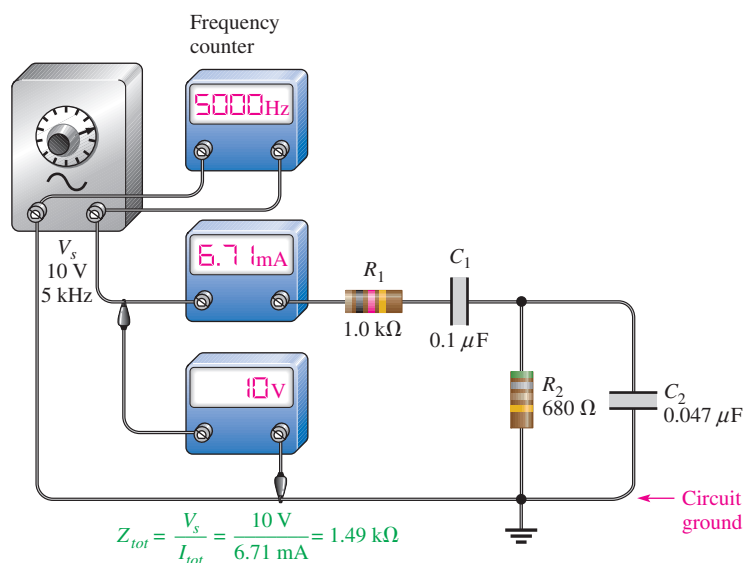 Frequency
counter
5000Hz
V_s
10 V
5 kHz
6.71mA
R_1
1.0 kΩ
C_1
0.1 μF
10V
R_2
680 Ω
C_2
0.047 μF
Circuit
ground
Z_tot = V_s / I_tot = 10 V / 6.71 mA = 1.49 kΩ